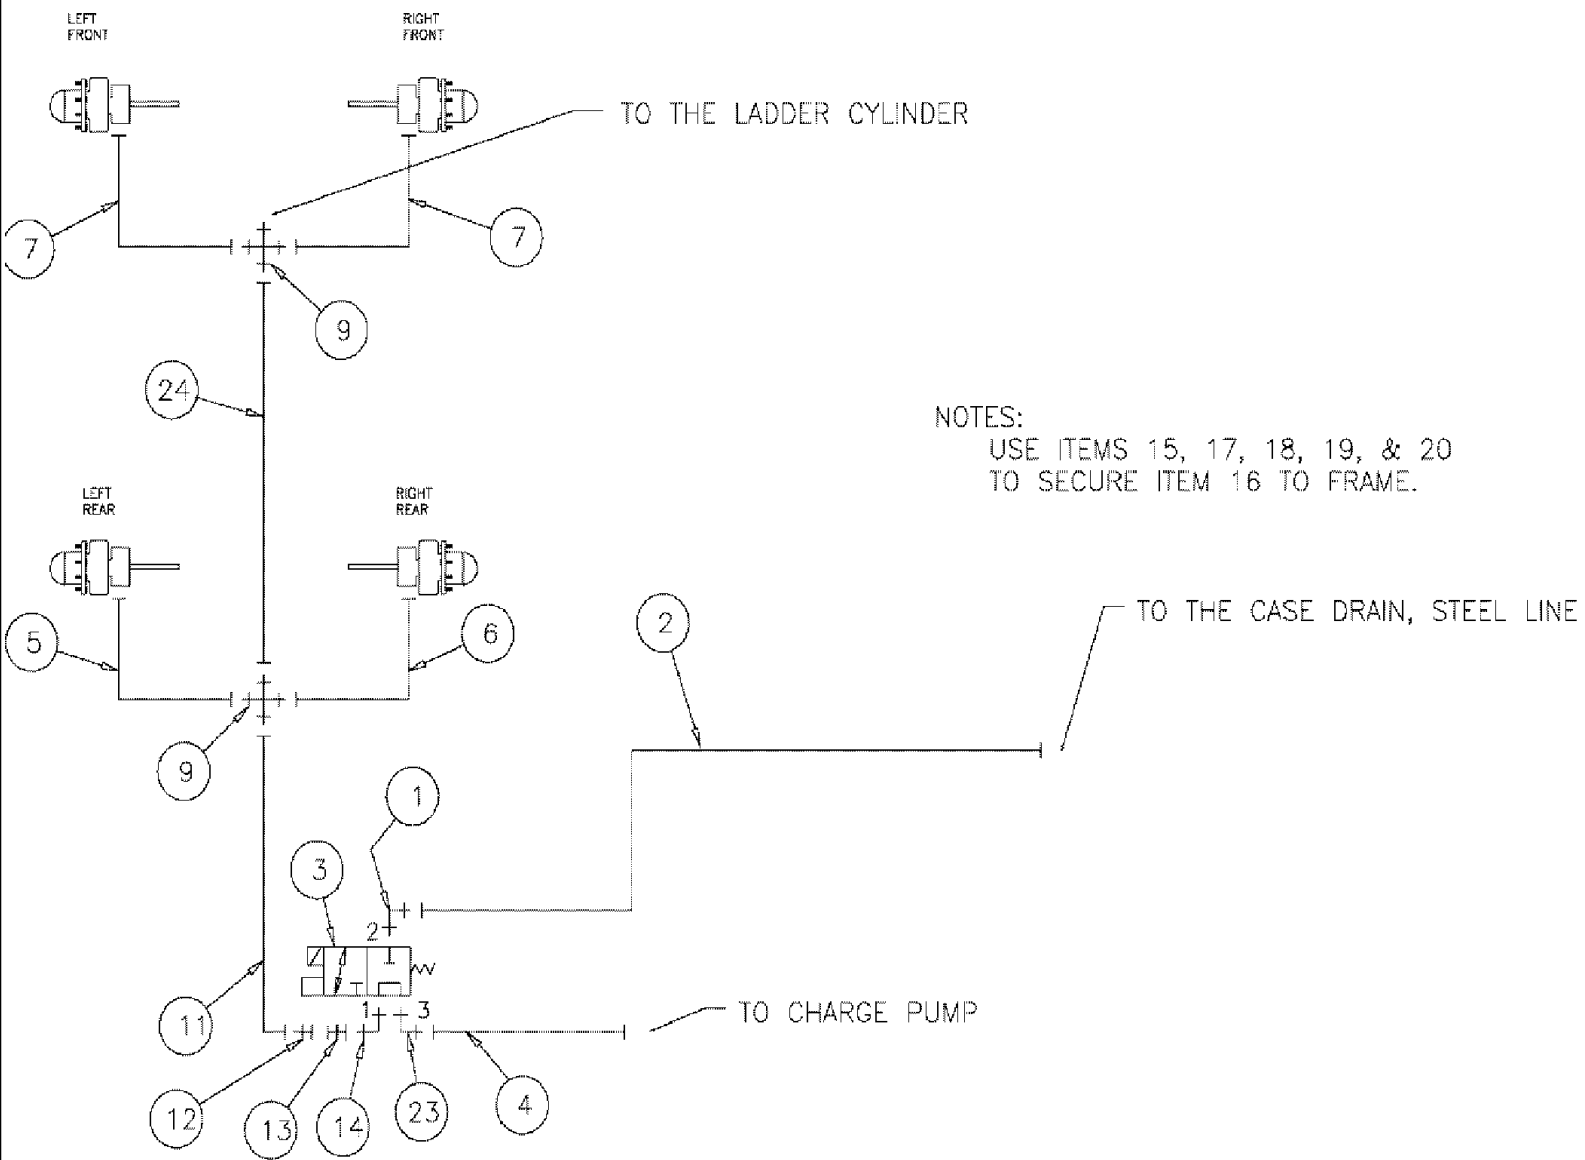 LEFT
FRONT
RIGHT
FRONT
TO THE LADDER CYLINDER
7
7
9
24
NOTES:
USE ITEMS 15, 17, 18, 19, & 20
TO SECURE ITEM 16 TO FRAME.
LEFT
REAR
RIGHT
REAR
5
6
2
TO THE CASE DRAIN, STEEL LINE
9
1
3
2
11
1
3
TO CHARGE PUMP
12
13
14
23
4